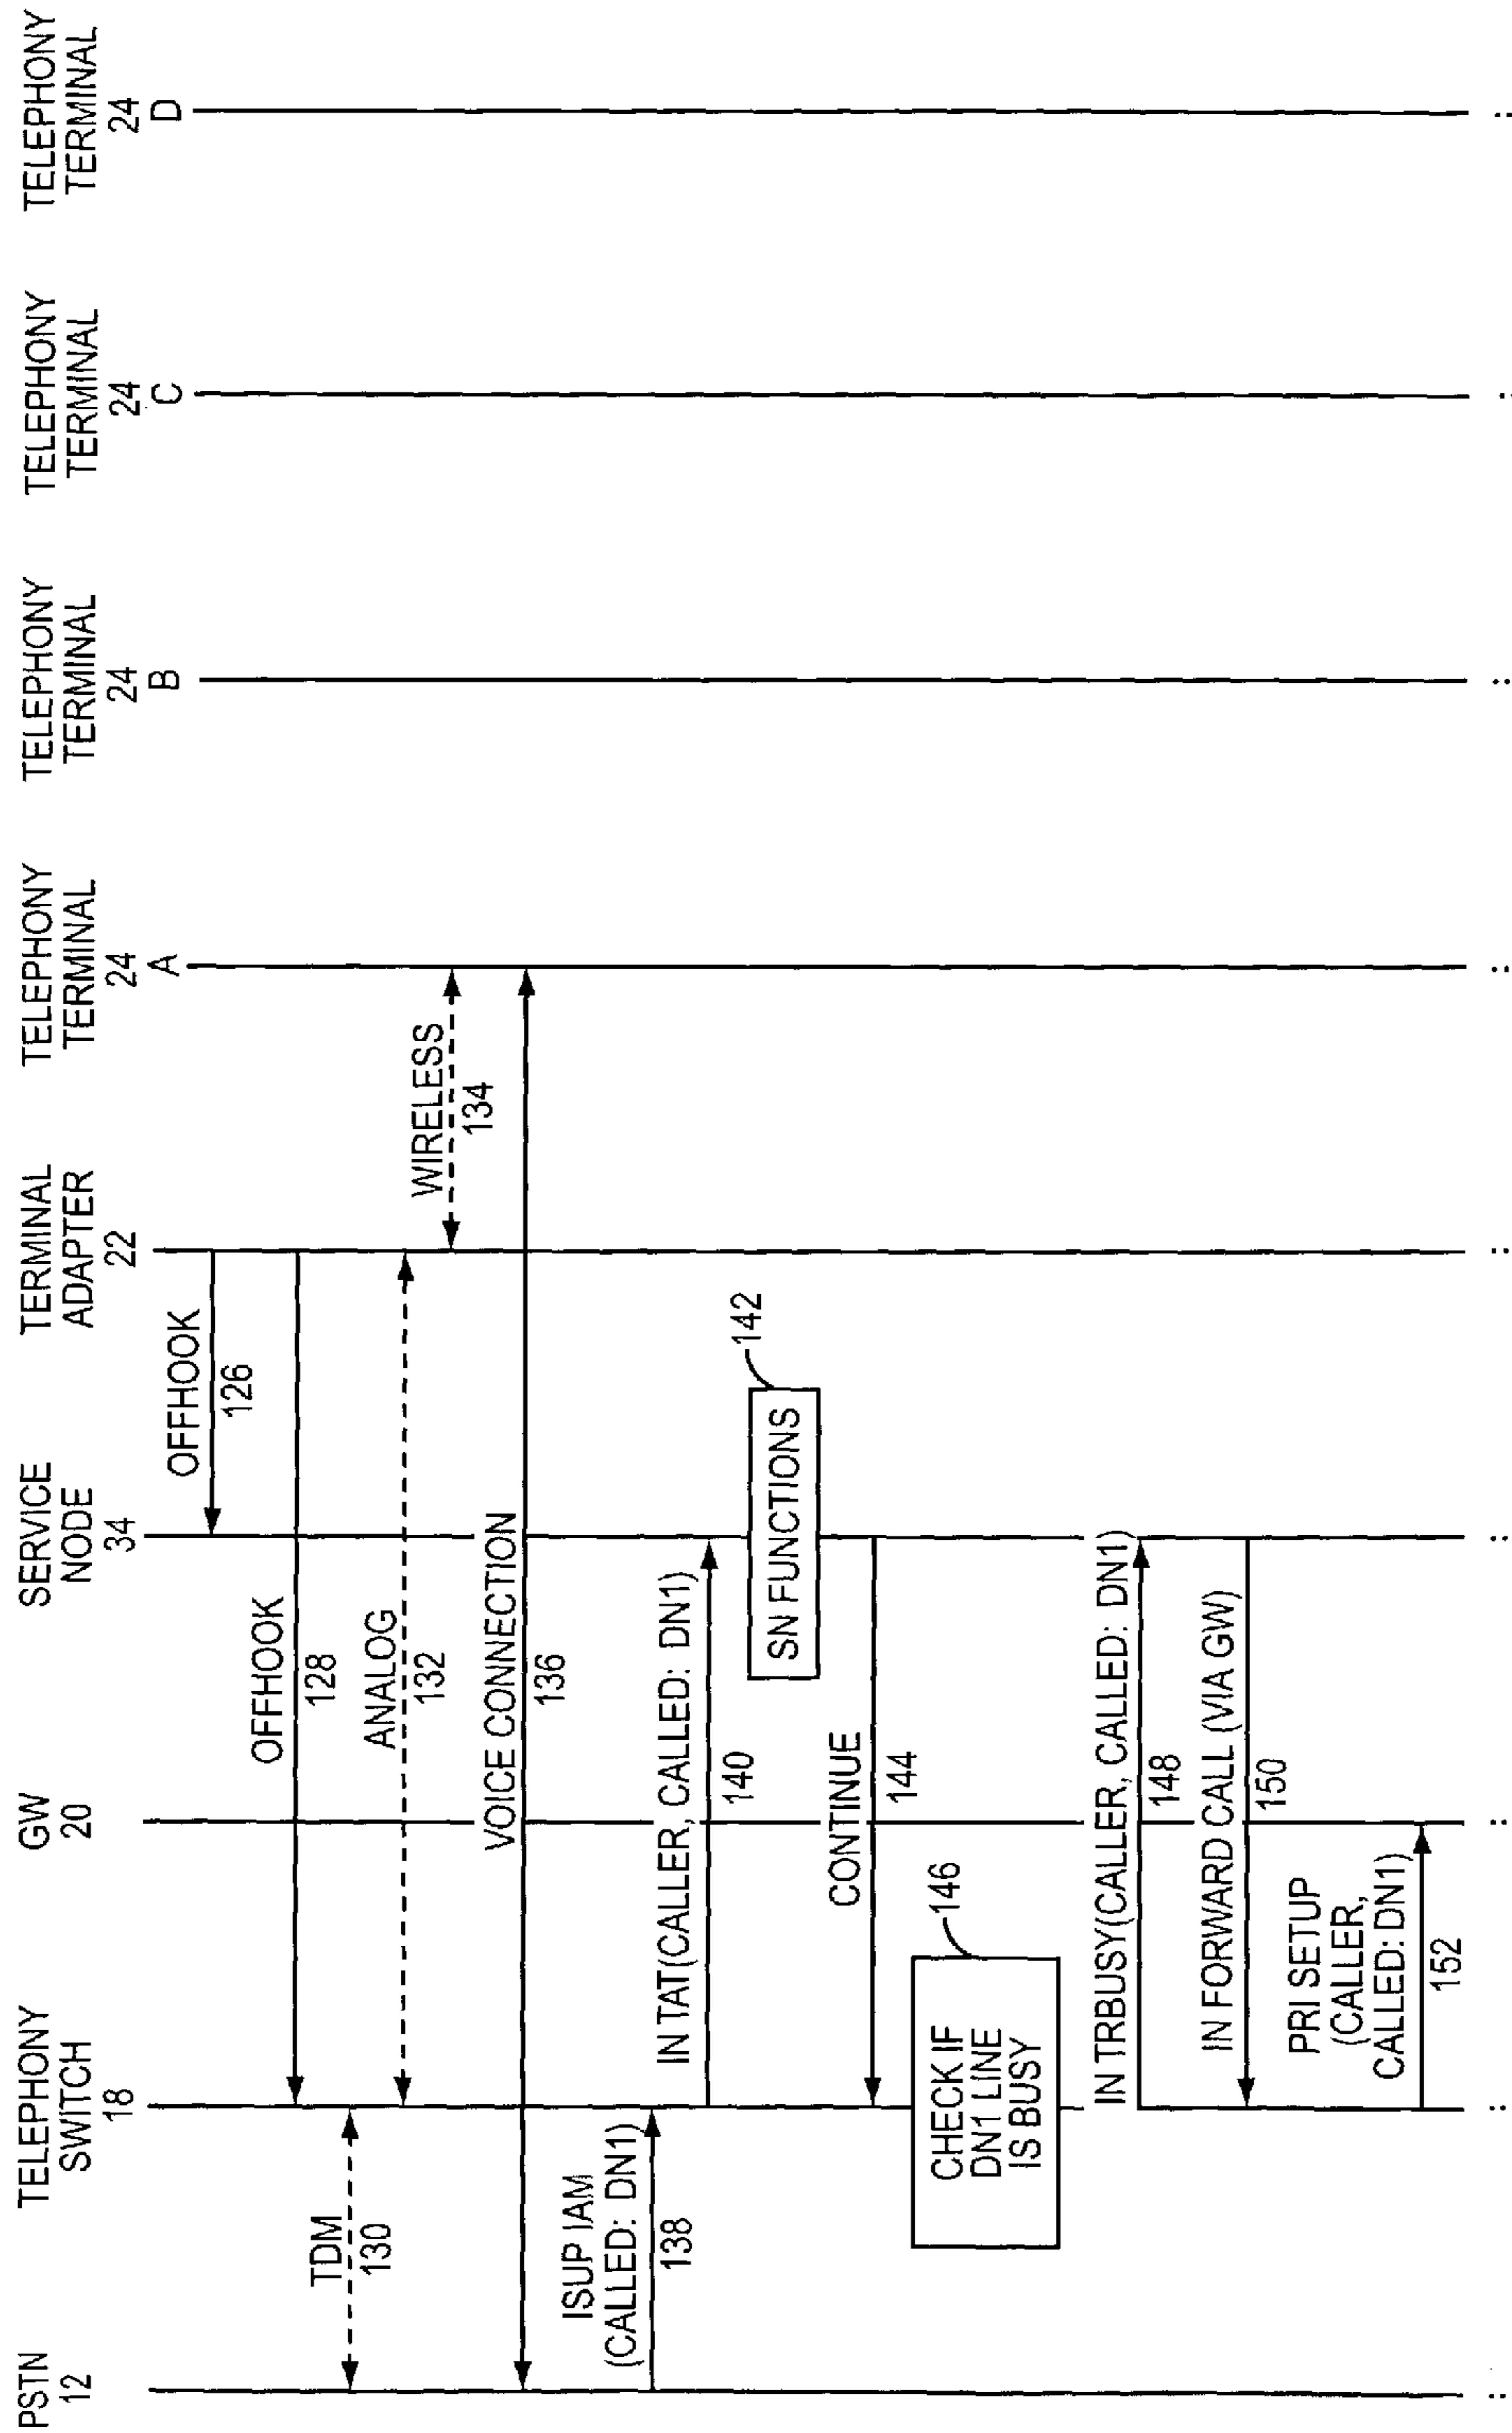 PSTN
12
TELEPHONY
SWITCH
18
GW
20
SERVICE
NODE
34
TERMINAL
ADAPTER
22
TELEPHONY
TERMINAL
24
A
TELEPHONY
TERMINAL
24
B
TELEPHONY
TERMINAL
24
C
TELEPHONY
TERMINAL
24
D
OFFHOOK
126
OFFHOOK
128
TDM
130
ANALOG
132
WIRELESS
134
VOICE CONNECTION
136
ISUP IAM
(CALLED: DN1)
138
IN TAT(CALLER, CALLED: DN1)
140
SN FUNCTIONS
142
CONTINUE
144
CHECK IF
DN1 LINE
IS BUSY
146
IN TRBUSY(CALLER, CALLED: DN1)
148
IN FORWARD CALL (VIA GW)
150
PRI SETUP
(CALLER,
CALLED:DN1)
152